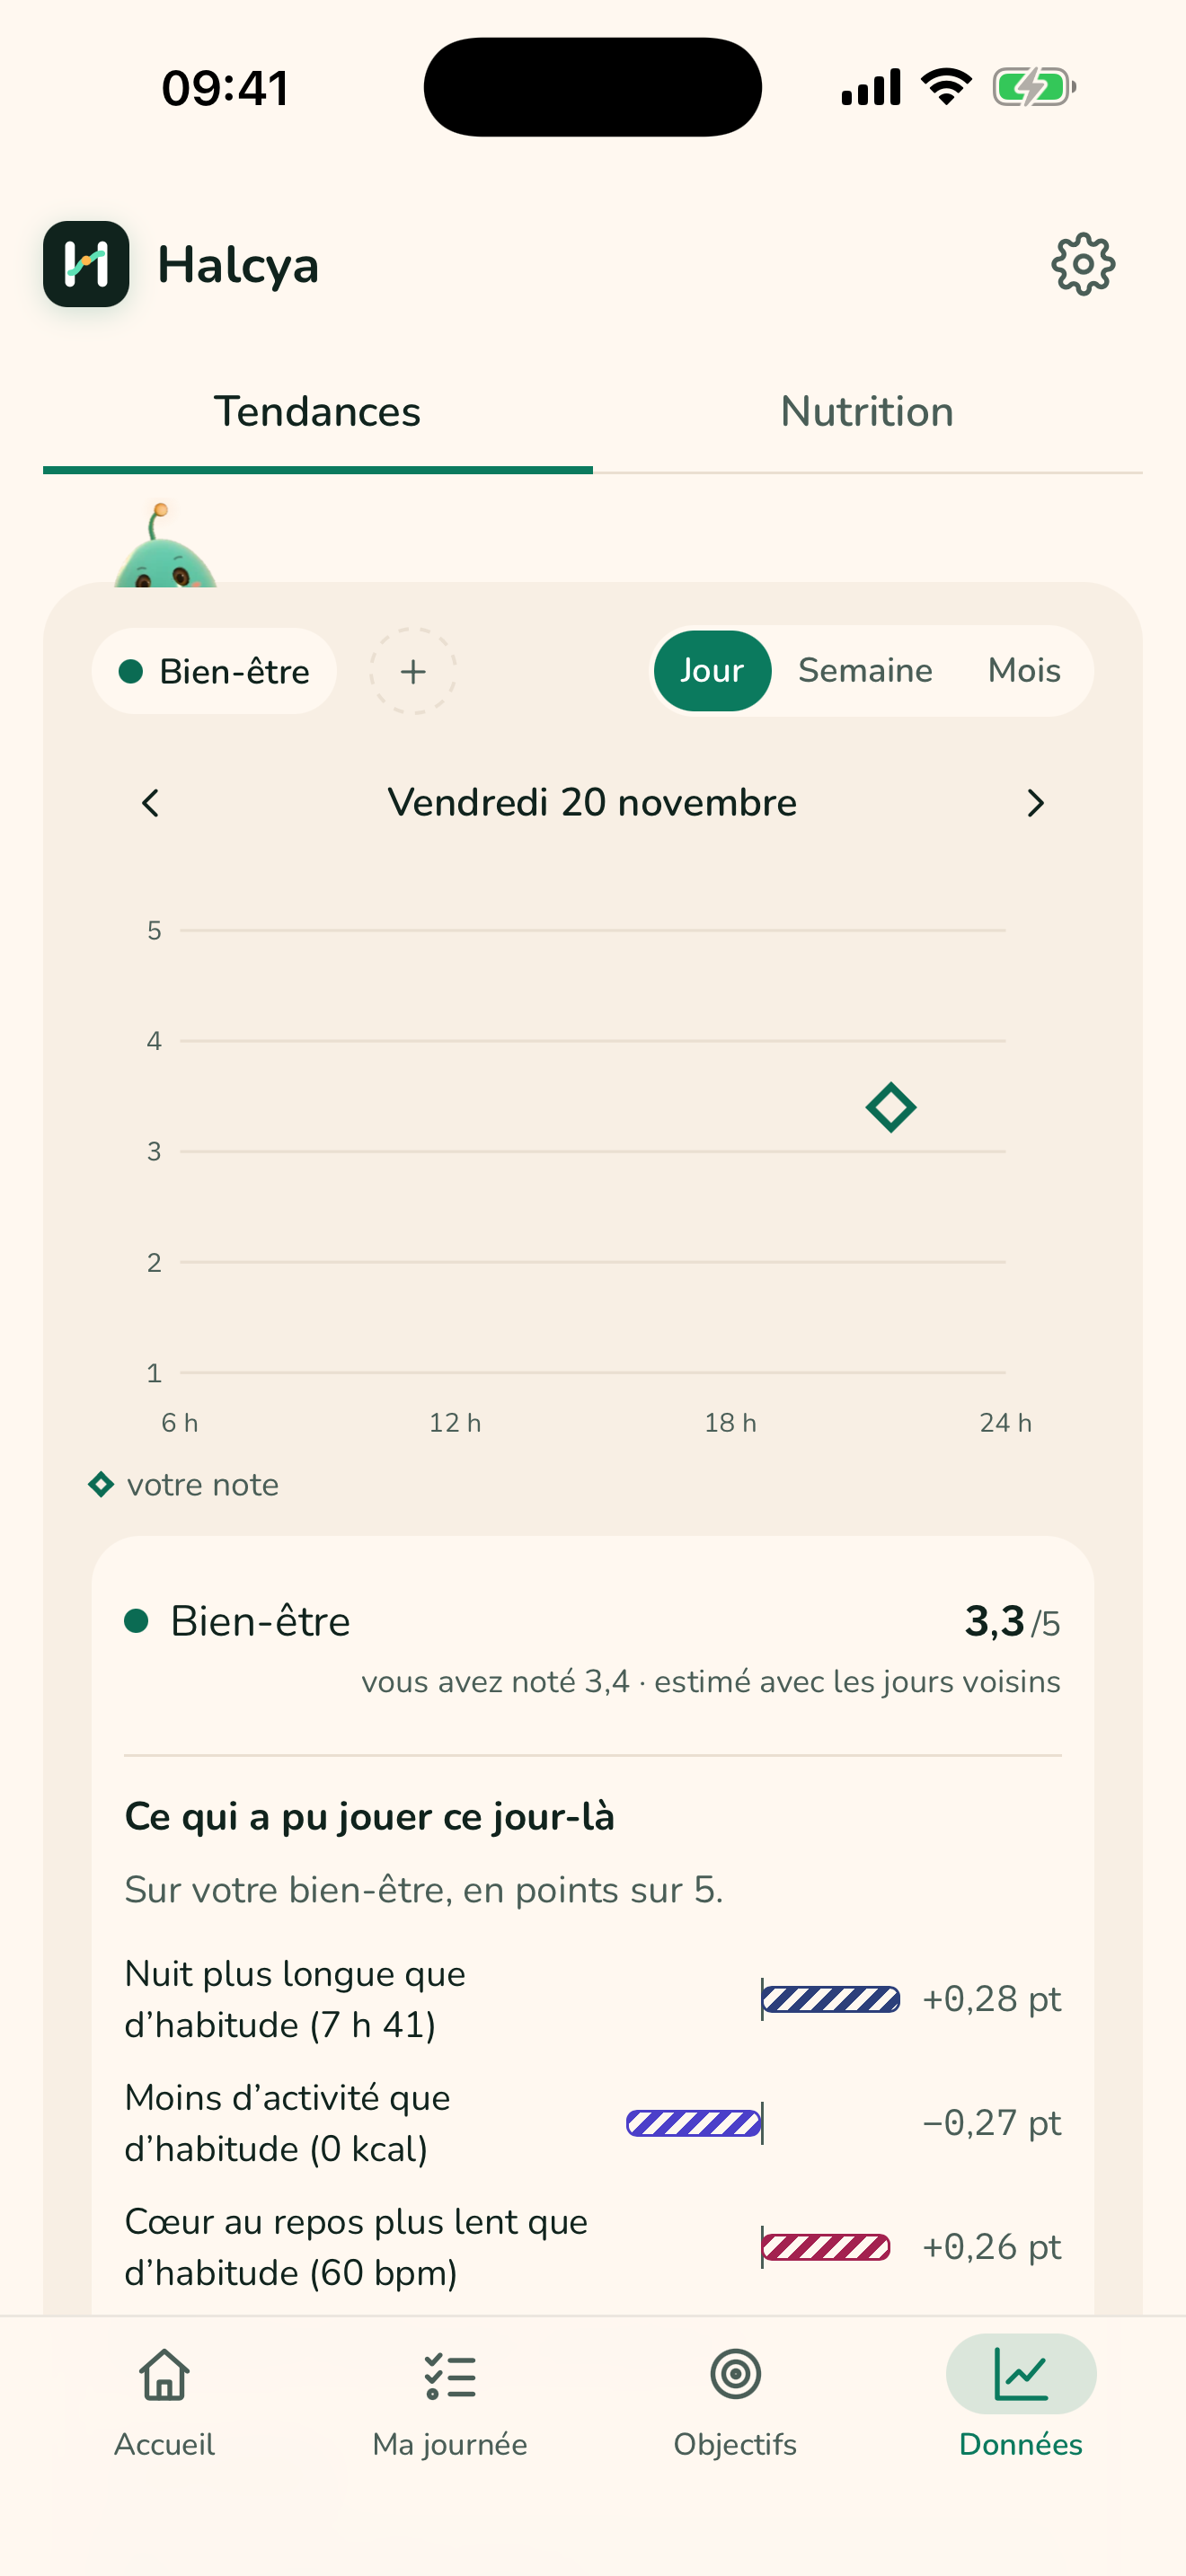 09:41
Halcya
Tendances
Nutrition
Bien-être
+
Jour
Semaine
Mois
Vendredi 20 novembre
5
4
3
2
1
6 h
12 h
18 h
24 h
votre note
Bien-être
3,3 /5
vous avez noté 3,4 · estimé avec les jours voisins
Ce qui a pu jouer ce jour-là
Sur votre bien-être, en points sur 5.
Nuit plus longue que
d’habitude (7 h 41)
+0,28 pt
Moins d’activité que
d’habitude (0 kcal)
−0,27 pt
Cœur au repos plus lent que
d’habitude (60 bpm)
+0,26 pt
Accueil
Ma journée
Objectifs
Données